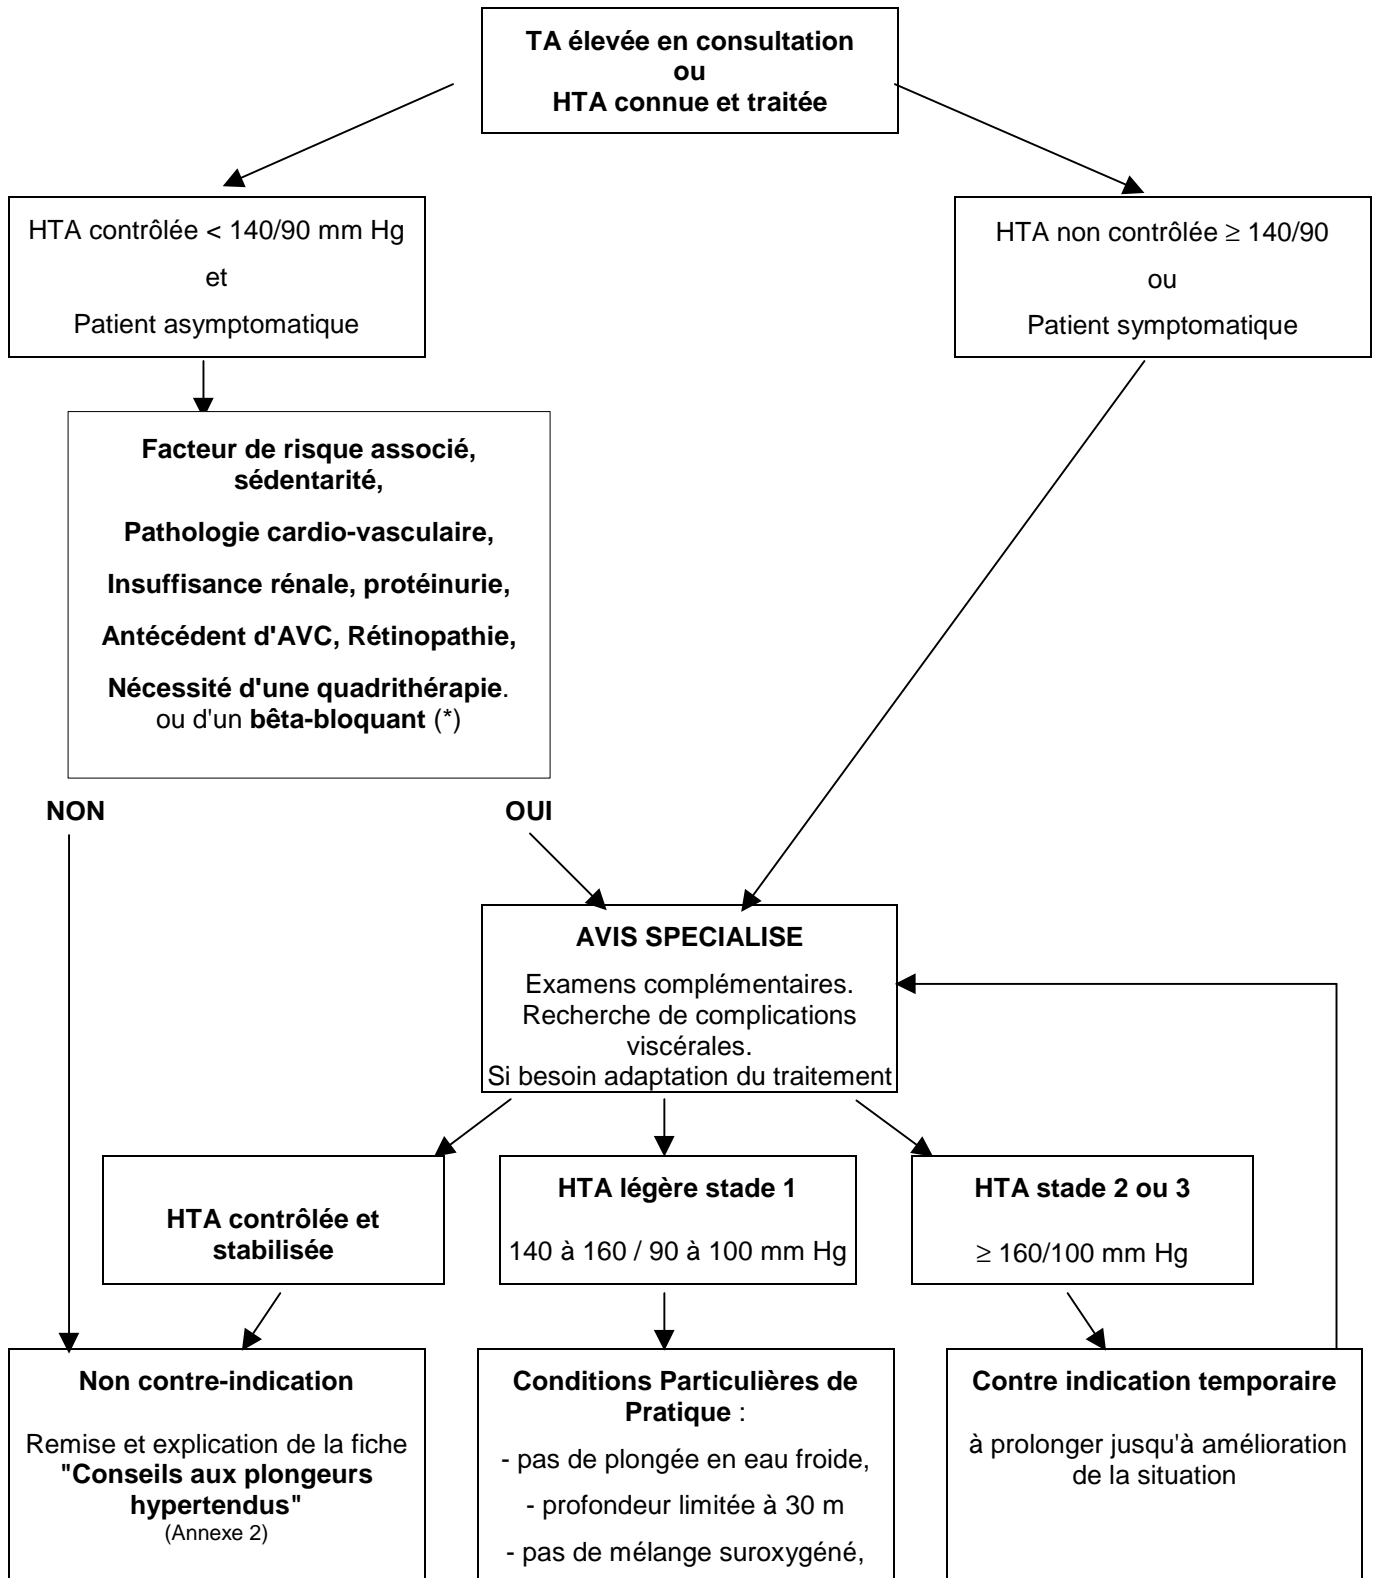 TA élevée en consultation
ou
HTA connue et traitée
HTA contrôlée < 140/90 mm Hg
et
Patient asymptomatique
HTA non contrôlée ≥ 140/90
ou
Patient symptomatique
Facteur de risque associé,
sédentarité,
Pathologie cardio-vasculaire,
Insuffisance rénale, protéinurie,
Antécédent d'AVC, Rétinopathie,
Nécessité d'une quadrithérapie.
ou d'un bêta-bloquant (*)
NON
OUI
AVIS SPECIALISE
Examens complémentaires.
Recherche de complications
viscérales.
Si besoin adaptation du traitement
HTA contrôlée et
stabilisée
HTA légère stade 1
140 à 160 / 90 à 100 mm Hg
HTA stade 2 ou 3
≥ 160/100 mm Hg
Non contre-indication
Remise et explication de la fiche
"Conseils aux plongeurs
hypertendus"
(Annexe 2)
Conditions Particulières de
Pratique :
- pas de plongée en eau froide,
- profondeur limitée à 30 m
- pas de mélange suroxygéné,
Contre indication temporaire
à prolonger jusqu'à amélioration
de la situation